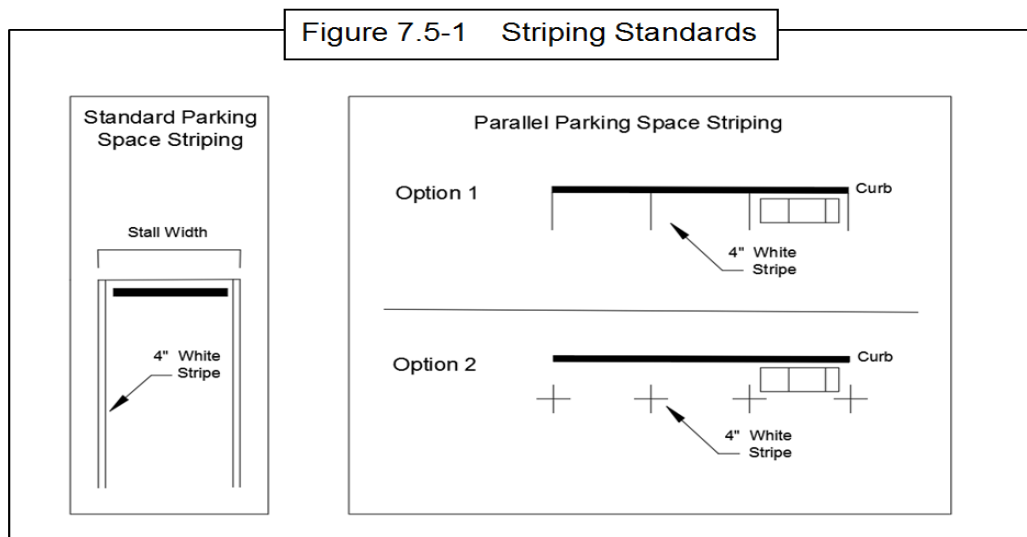 Figure 7.5-1 Striping Standards
Standard Parking
Space Striping
Stall Width
4" White
Stripe
Parallel Parking Space Striping
Option 1
Curb
4" White
Stripe
Option 2
Curb
4" White
Stripe